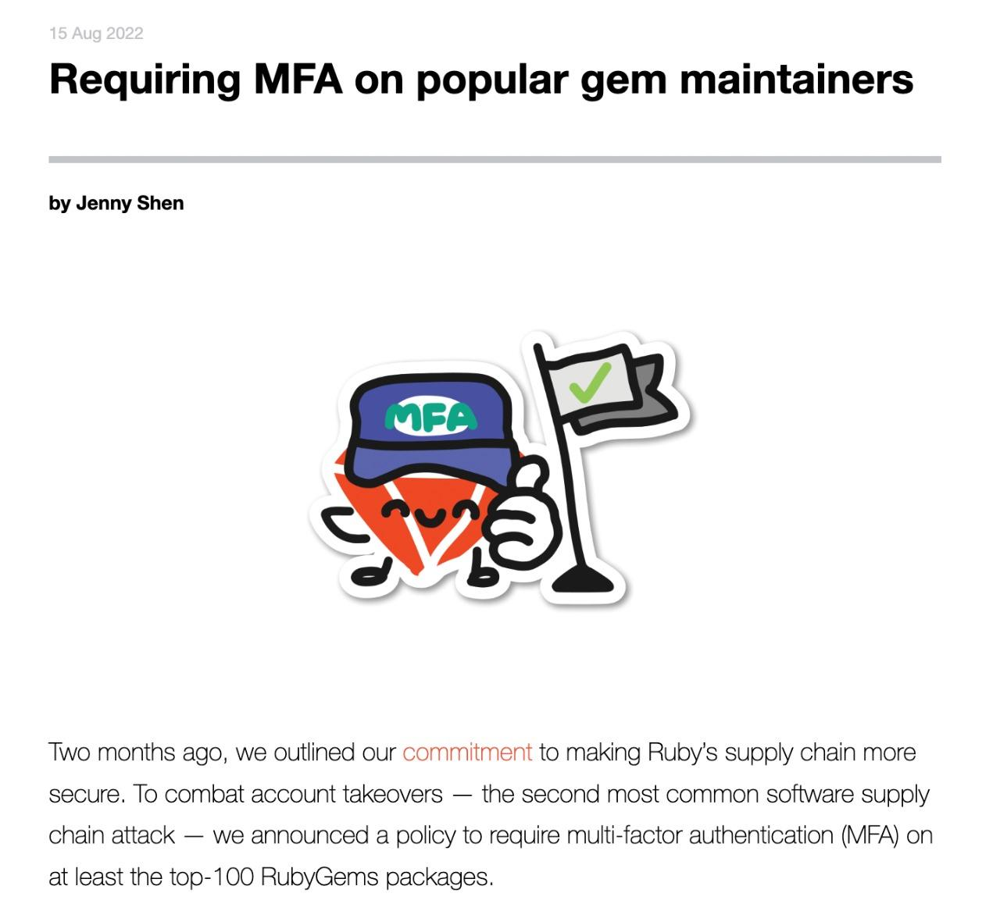 15 Aug 2022
Requiring MFA on popular gem maintainers
by Jenny Shen
MFA
Two months ago, we outlined our commitment to making Ruby’s supply chain more
secure. To combat account takeovers — the second most common software supply
chain attack — we announced a policy to require multi-factor authentication (MFA) on
at least the top-100 RubyGems packages.